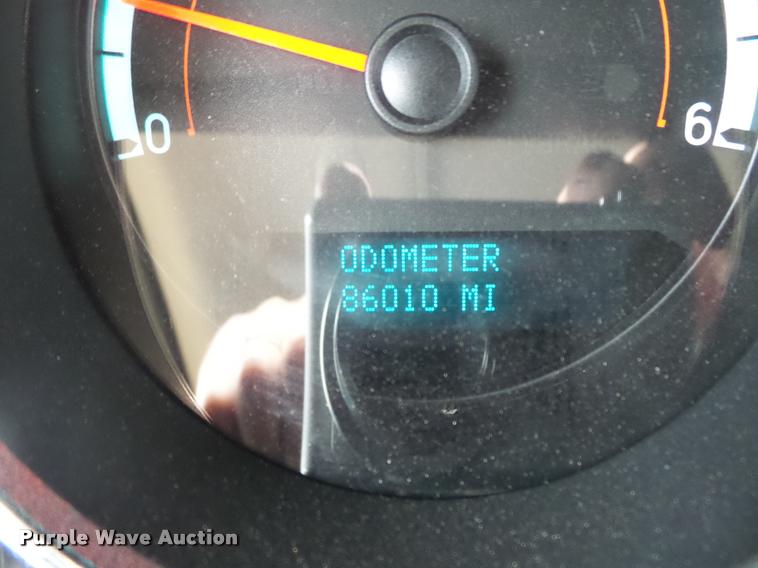 0
6
ODOMETER
86010 MI
Purple Wave Auction